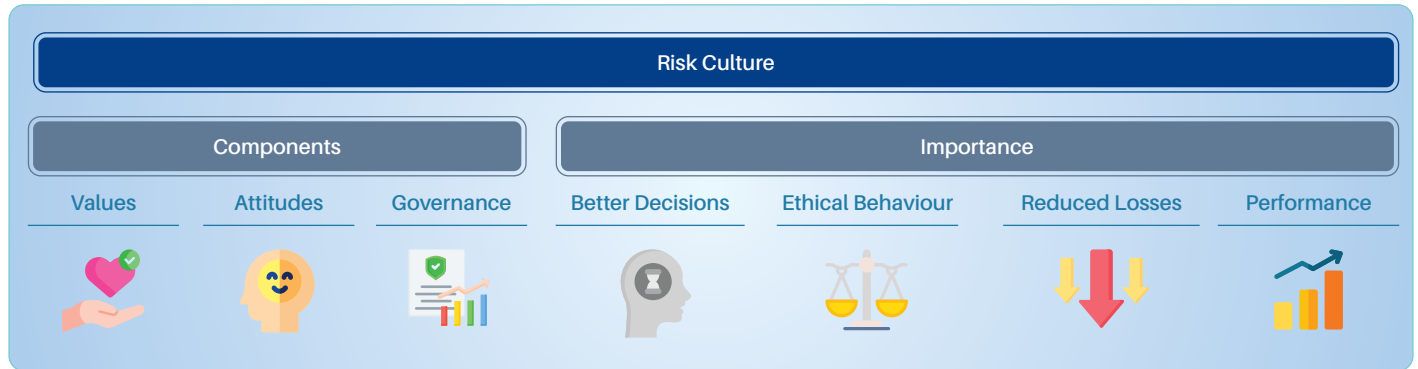 Risk Culture
Components
Importance
Values
Attitudes
Governance
Better Decisions
Ethical Behaviour
Reduced Losses
Performance